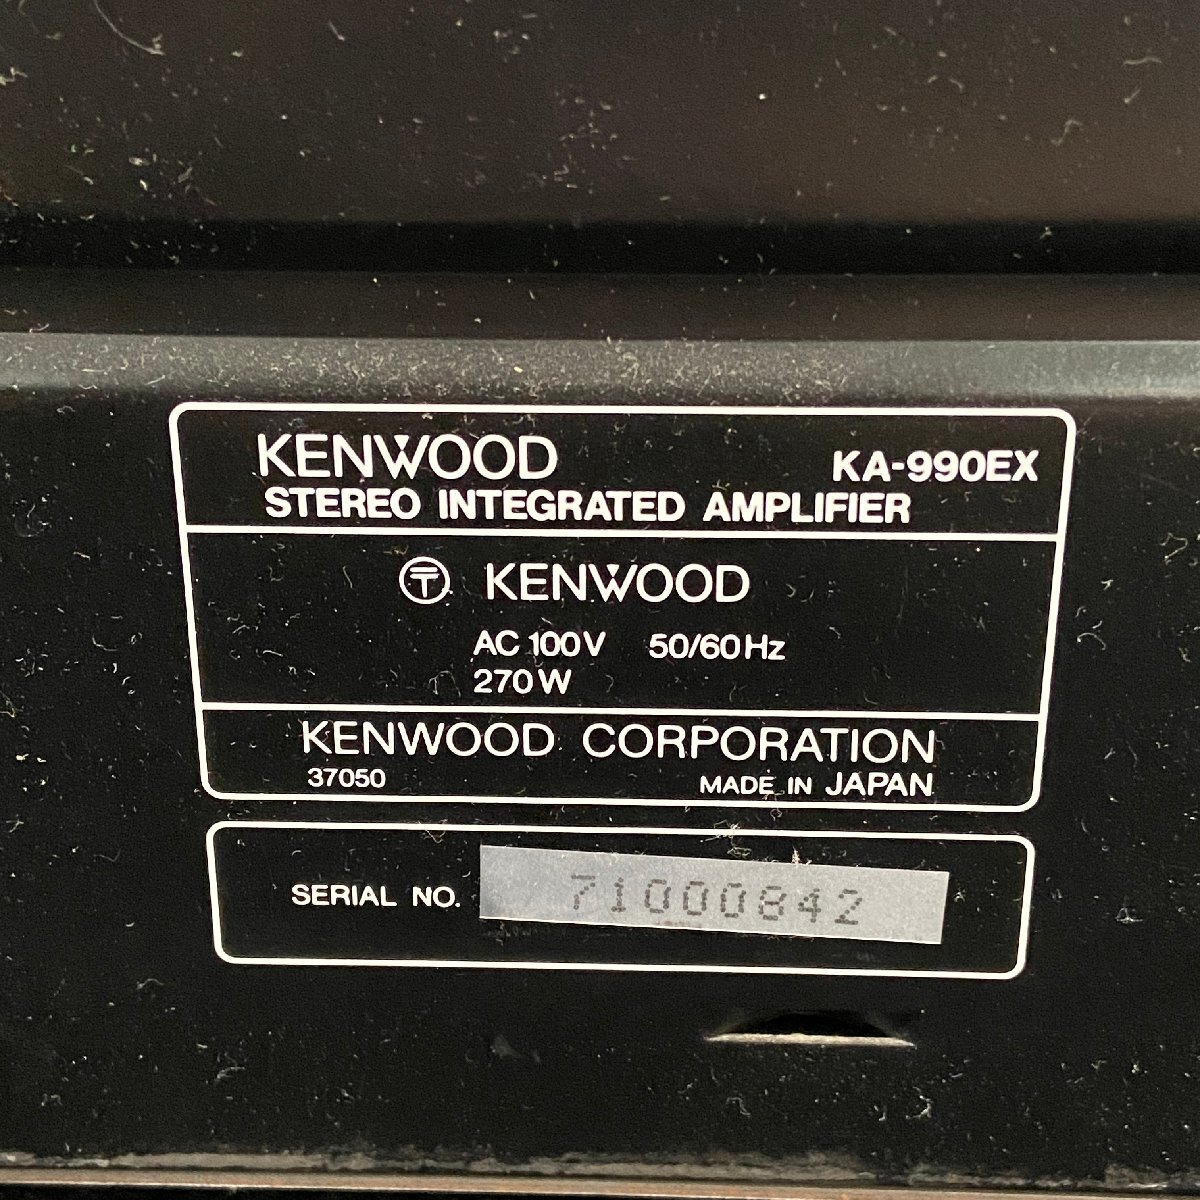 KENWOOD KA-990EX
STEREO INTEGRATED AMPLIFIER
〒 KENWOOD
AC 100V 50/60Hz
270W
KENWOOD CORPORATION
37050 MADE IN JAPAN
SERIAL NO. 71000842